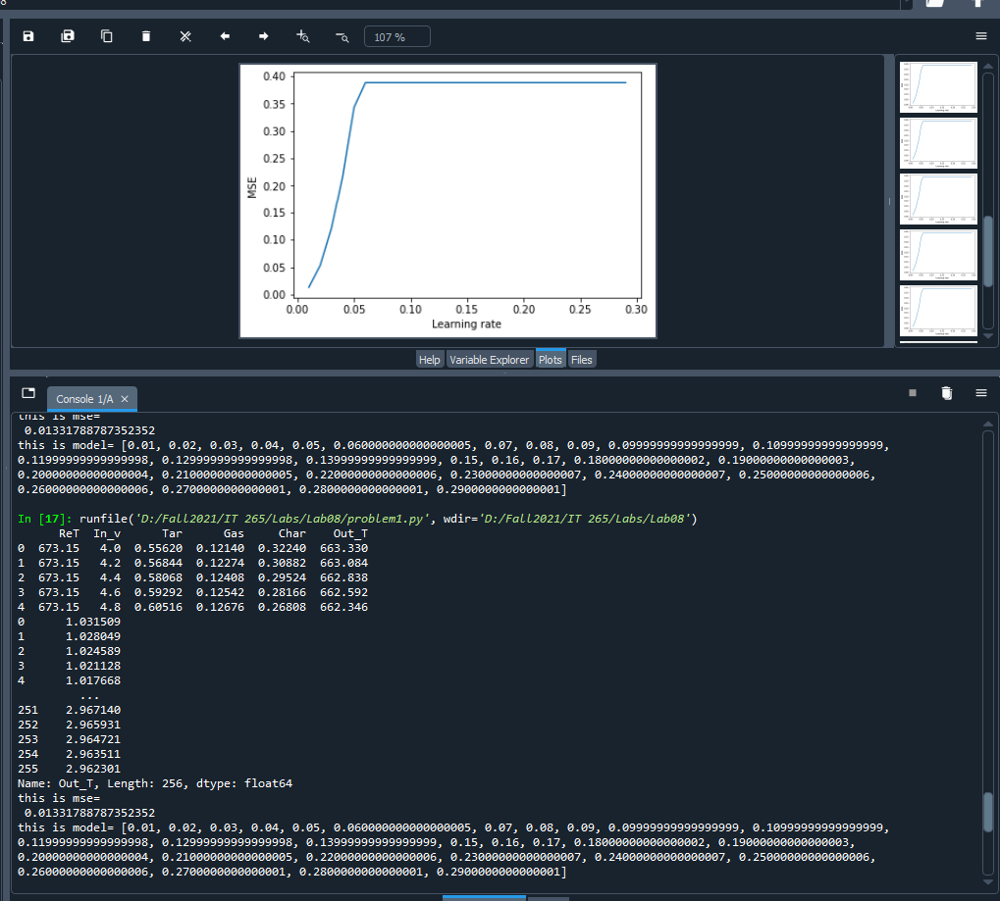 107 %
0.40
0.35
0.30
0.25
0.20
0.15
0.10
0.05
0.00
MSE
0.00 0.05 0.10 0.15 0.20 0.25 0.30
Learning rate
Help Variable Explorer Plots Files
Console 1/A
this is mse=
0.01331788787352352
this is model= [0.01, 0.02, 0.03, 0.04, 0.05, 0.060000000000000005, 0.07, 0.08, 0.09, 0.09999999999999999, 0.10999999999999999,
0.11999999999999998, 0.12999999999999998, 0.13999999999999999, 0.15, 0.16, 0.17, 0.18000000000000002, 0.19000000000000003,
0.20000000000000004, 0.21000000000000005, 0.22000000000000006, 0.23000000000000007, 0.24000000000000007, 0.25000000000000006,
0.26000000000000006, 0.2700000000000001, 0.2800000000000001, 0.2900000000000001]
In [17]: runfile('D:/Fall2021/IT 265/Labs/Lab08/problem1.py', wdir='D:/Fall2021/IT 265/Labs/Lab08')
ReT In_v Tar Gas Char Out_T
0 673.15 4.0 0.55620 0.12140 0.32240 663.330
1 673.15 4.2 0.56844 0.12274 0.30882 663.084
2 673.15 4.4 0.58068 0.12408 0.29524 662.838
3 673.15 4.6 0.59292 0.12542 0.28166 662.592
4 673.15 4.8 0.60516 0.12676 0.26808 662.346
0 1.031509
1 1.028049
2 1.024589
3 1.021128
4 1.017668
...
251 2.967140
252 2.965931
253 2.964721
254 2.963511
255 2.962301
Name: Out_T, Length: 256, dtype: float64
this is mse=
0.01331788787352352
this is model= [0.01, 0.02, 0.03, 0.04, 0.05, 0.060000000000000005, 0.07, 0.08, 0.09, 0.09999999999999999, 0.10999999999999999,
0.11999999999999998, 0.12999999999999998, 0.13999999999999999, 0.15, 0.16, 0.17, 0.18000000000000002, 0.19000000000000003,
0.20000000000000004, 0.21000000000000005, 0.22000000000000006, 0.23000000000000007, 0.24000000000000007, 0.25000000000000006,
0.26000000000000006, 0.2700000000000001, 0.2800000000000001, 0.2900000000000001]